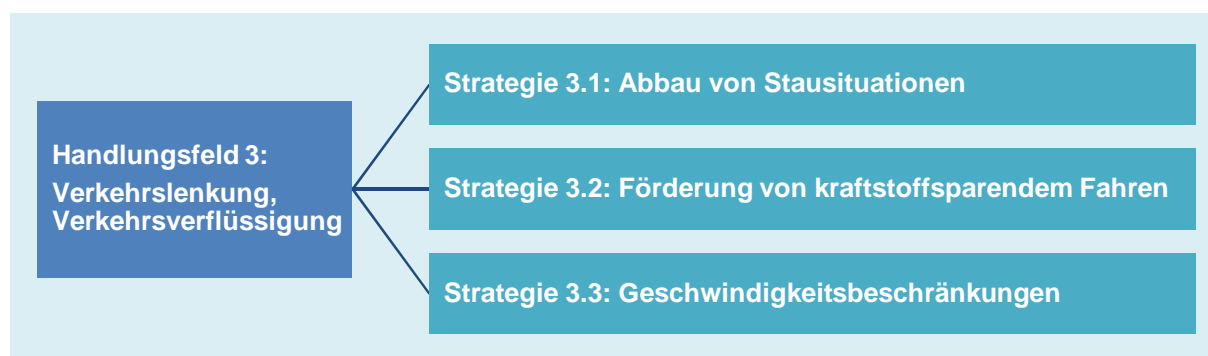 Handlungsfeld 3:
Verkehrslenkung,
Verkehrsverflüssigung
Strategie 3.1: Abbau von Stausituationen
Strategie 3.2: Förderung von kraftstoffsparendem Fahren
Strategie 3.3: Geschwindigkeitsbeschränkungen